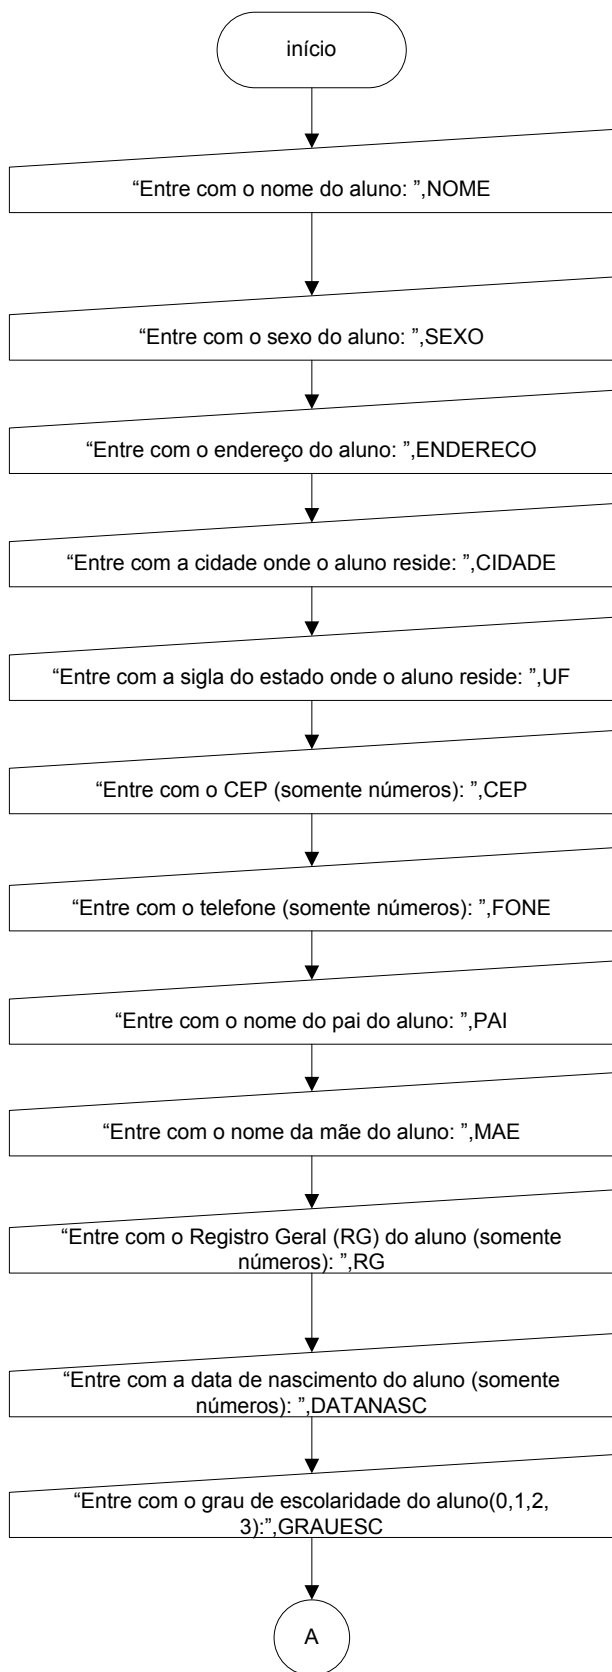 início
“Entre com o nome do aluno: ”,NOME
“Entre com o sexo do aluno: ”,SEXO
“Entre com o endereço do aluno: ”,ENDERECO
“Entre com a cidade onde o aluno reside: ”,CIDADE
“Entre com a sigla do estado onde o aluno reside: ”,UF
“Entre com o CEP (somente números): ”,CEP
“Entre com o telefone (somente números): ”,FONE
“Entre com o nome do pai do aluno: ”,PAI
“Entre com o nome da mãe do aluno: ”,MAE
“Entre com o Registro Geral (RG) do aluno (somente
números): ”,RG
“Entre com a data de nascimento do aluno (somente
números): ”,DATANASC
“Entre com o grau de escolaridade do aluno(0,1,2,
3):”,GRAUESC
A